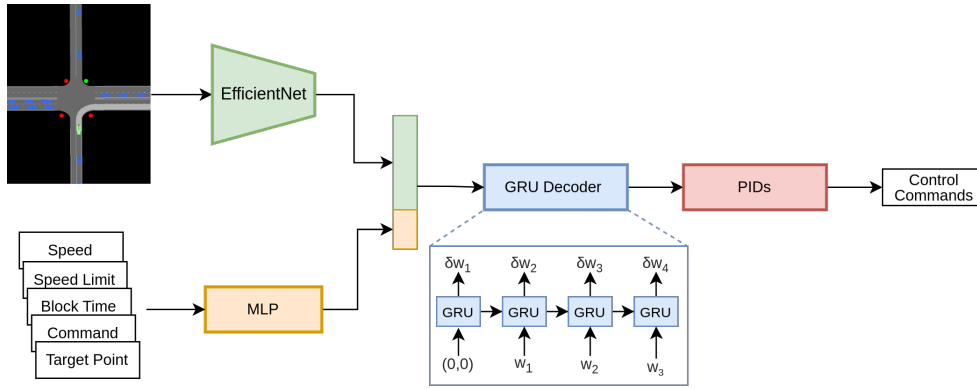 EfficientNet
Speed
Speed Limit
Block Time
Command
Target Point
MLP
GRU Decoder
PIDs
Control
Commands
δw₁ δw₂ δw₃ δw₄
GRU GRU GRU GRU
(0,0) w₁ w₂ w₃